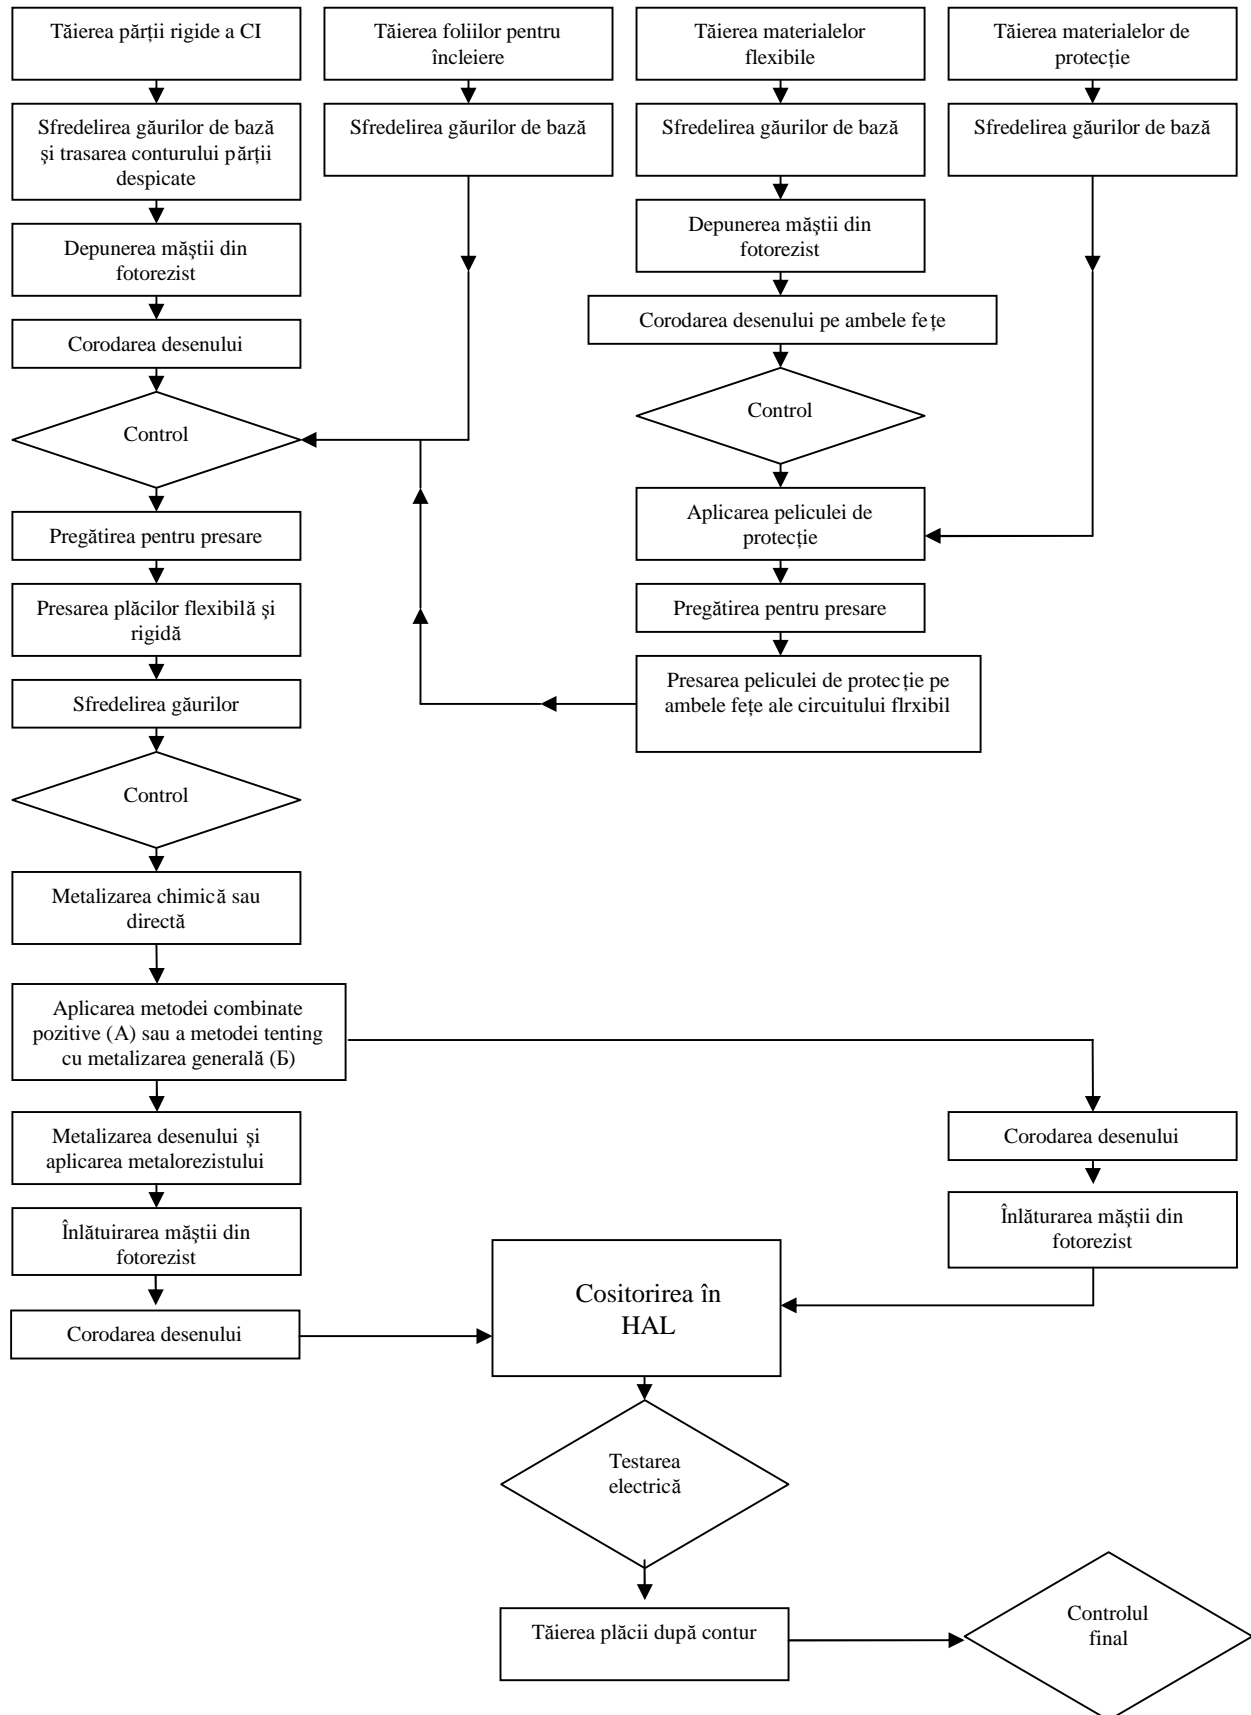 Tăierea părții rigide a CI
Tăierea foliilor pentru
încleiere
Tăierea materialelor
flexibile
Tăierea materialelor de
protecție
Sfredelirea găurilor de bază
și trasarea conturului părții
despicate
Sfredelirea găurilor de bază
Sfredelirea găurilor de bază
Sfredelirea găurilor de bază
Depunerea măștii din
fotorezist
Depunerea măștii din
fotorezist
Corodarea desenului
Corodarea desenului pe ambele fețe
Control
Control
Pregătirea pentru presare
Aplicarea peliculei de
protecție
Presarea plăcilor flexibilă și
rigidă
Pregătirea pentru presare
Sfredelirea găurilor
Presarea peliculei de protecție pe
ambele fețe ale circuitului flrxibil
Control
Metalizarea chimică sau
directă
Aplicarea metodei combinate
pozitive (A) sau a metodei tenting
cu metalizarea generală (Б)
Metalizarea desenului și
aplicarea metalorezistului
Corodarea desenului
Înlătuirarea măștii din
fotorezist
Înlăturarea măștii din
fotorezist
Corodarea desenului
Cositorirea în
HAL
Testarea
electrică
Tăierea plăcii după contur
Controlul
final